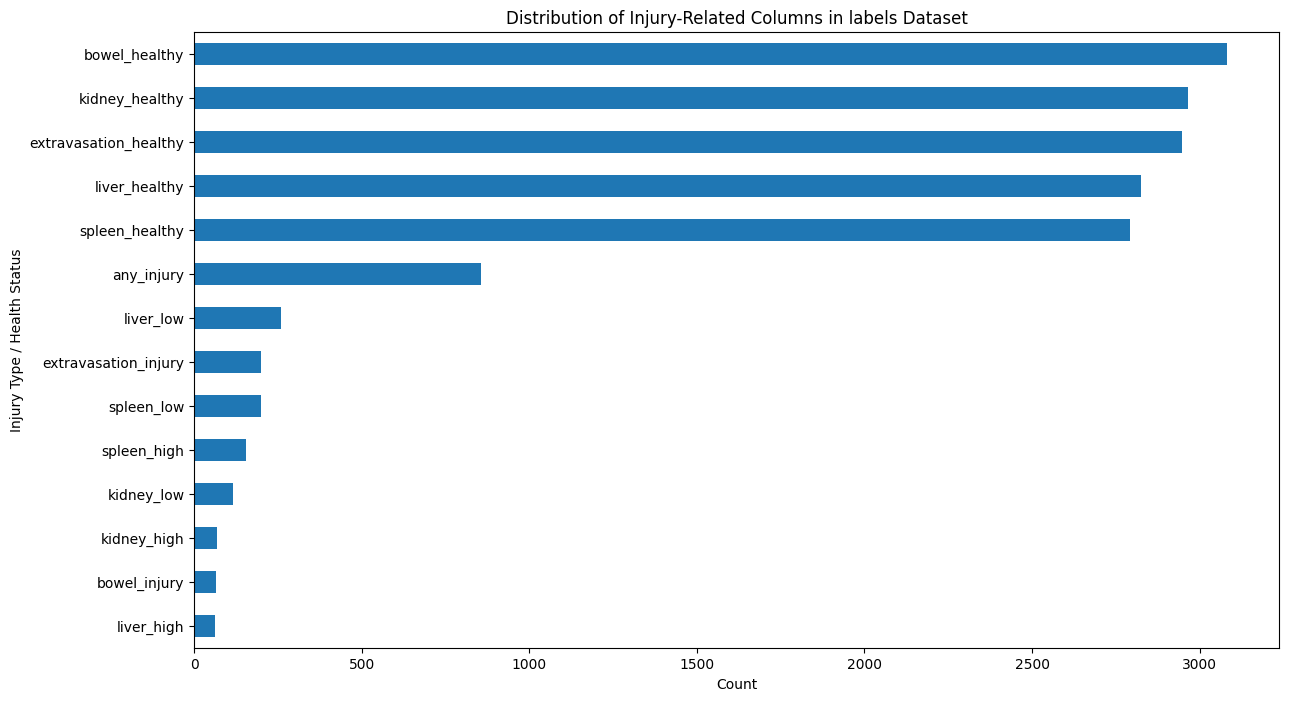 Distribution of Injury-Related Columns in labels Dataset
Injury Type / Health Status
bowel_healthy
kidney_healthy
extravasation_healthy
liver_healthy
spleen_healthy
any_injury
liver_low
extravasation_injury
spleen_low
spleen_high
kidney_low
kidney_high
bowel_injury
liver_high
0 500 1000 1500 2000 2500 3000
Count